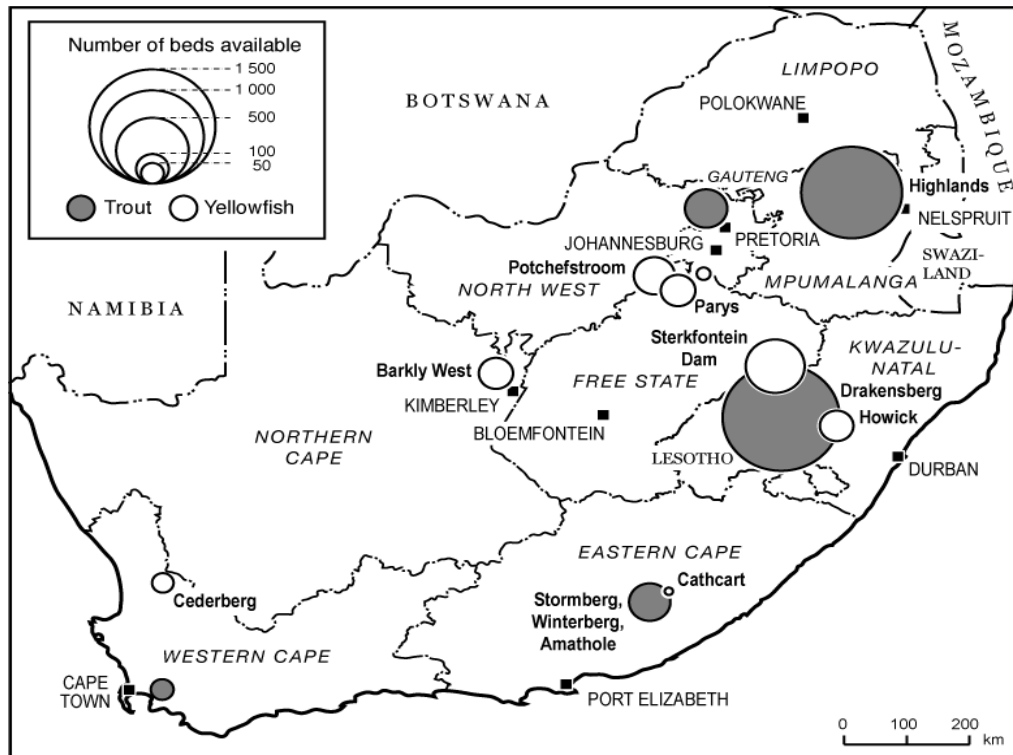 Number of beds available
1 500
1 000
500
100
50
Trout
Yellowfish
MOZAMBIQUE
LIMPOPO
BOTSWANA
POLOKWANE
GAUTENG
Highlands
NELSPRUIT
JOHANNESBURG
PRETORIA
SWAZI-
LAND
Potchefstroom
NORTH WEST
MPUMALANGA
Parys
NAMIBIA
Sterkfontein
Dam
KWAZULU-
NATAL
Barkly West
FREE STATE
Drakensberg
KIMBERLEY
Howick
BLOEMFONTEIN
NORTHERN
CAPE
LESOTHO
DURBAN
EASTERN CAPE
Cathcart
Cederberg
Stormberg,
Winterberg,
Amathole
WESTERN CAPE
CAPE
TOWN
PORT ELIZABETH
0 100 200
km